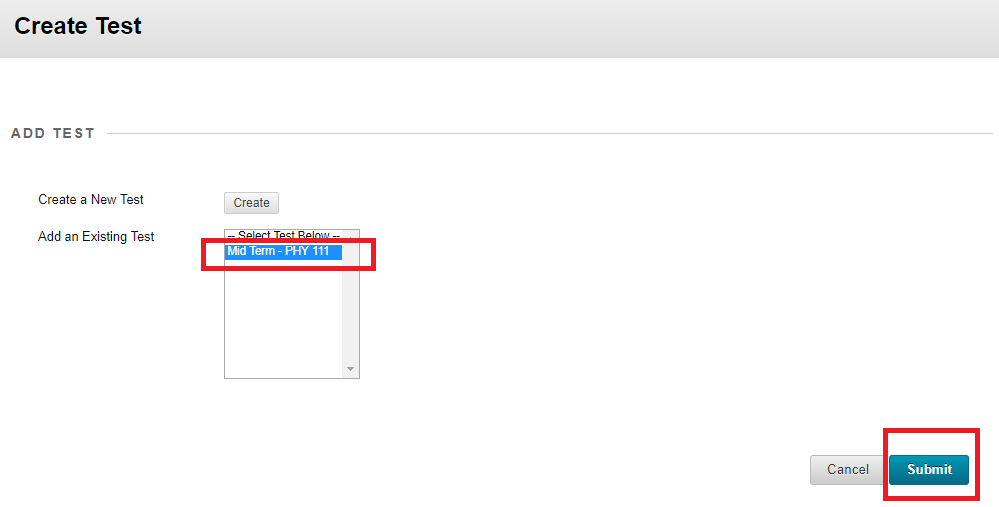 Create Test
ADD TEST
Create a New Test
Create
Add an Existing Test
-- Select Test Below --
Mid Term - PHY 111
Cancel
Submit